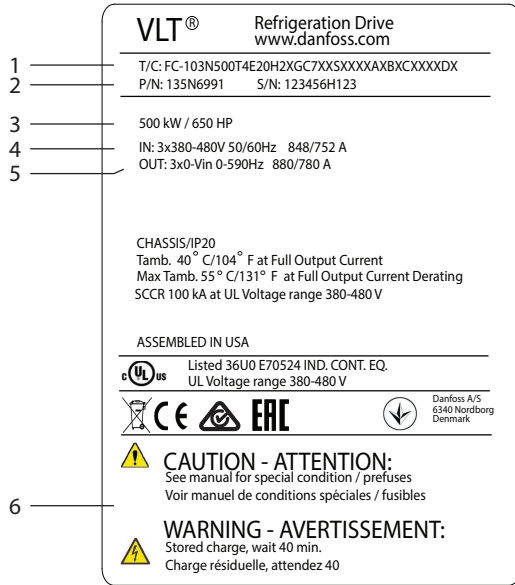 VLT® Refrigeration Drive
www.danfoss.com
1 T/C: FC-103N500T4E20H2XGC7XXSXXXXAXBXCXXXXDX
2 P/N: 135N6991 S/N: 123456H123
3 500 kW / 650 HP
4 IN: 3x380-480V 50/60Hz 848/752 A
5 OUT: 3x0-Vin 0-590Hz 880/780 A
CHASSIS/IP20
Tamb. 40° C/104° F at Full Output Current
Max Tamb. 55° C/131° F at Full Output Current Derating
SCCR 100 kA at UL Voltage range 380-480 V
ASSEMBLED IN USA
c UL us Listed 36U0 E70524 IND. CONT. EQ.
UL Voltage range 380-480 V
CE EAC
Danfoss A/S
6340 Nordborg
Denmark
CAUTION - ATTENTION:
See manual for special condition / prefuses
Voir manuel de conditions spéciales / fusibles
6
WARNING - AVERTISSEMENT:
Stored charge, wait 40 min.
Charge résiduelle, attendez 40